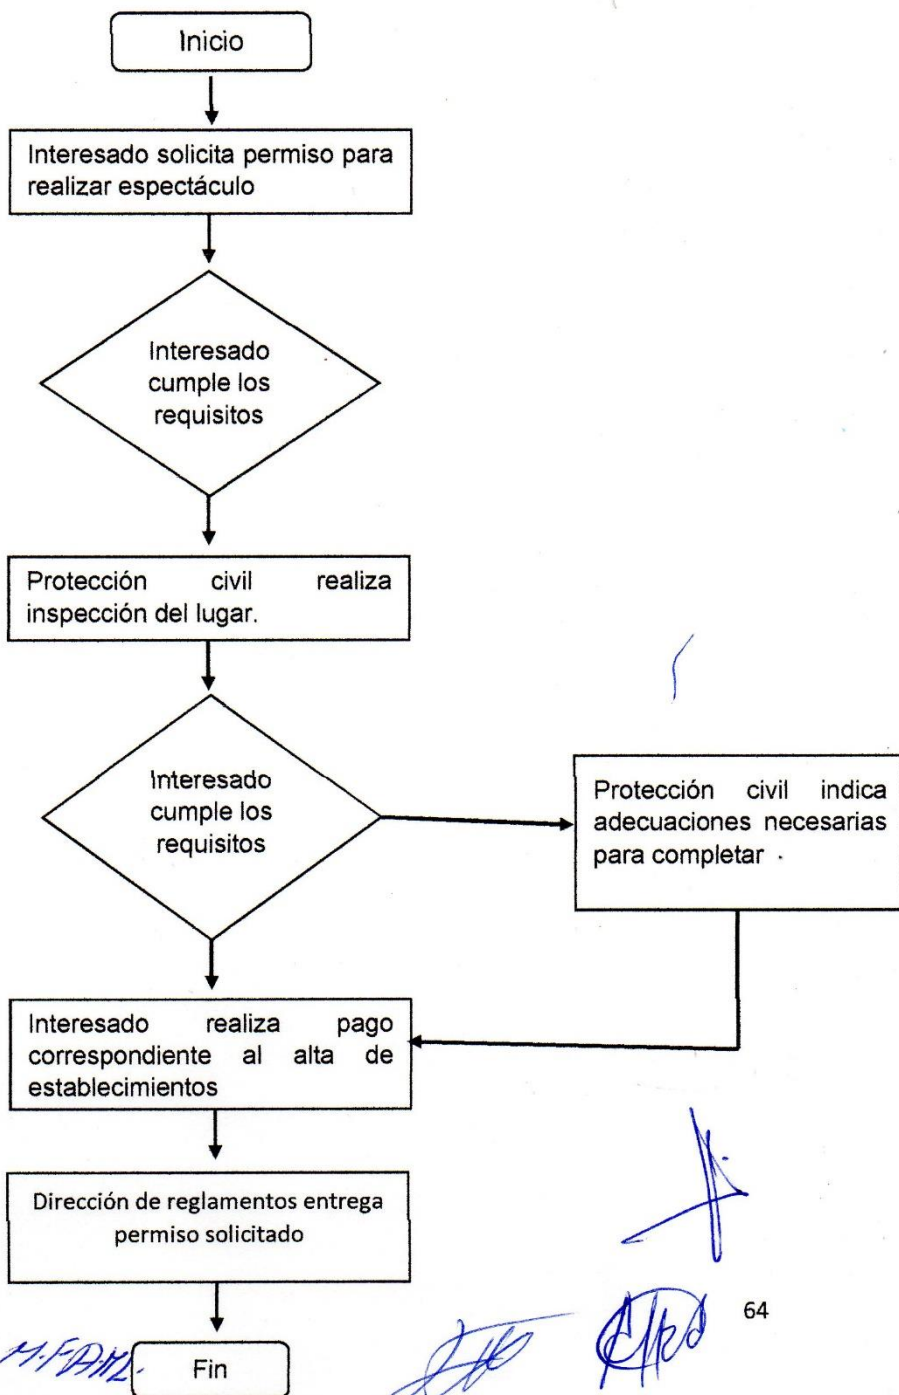 Inicio
Interesado solicita permiso para
realizar espectáculo
Interesado
cumple los
requisitos
Protección civil realiza
inspección del lugar.
Interesado
cumple los
requisitos
Protección civil indica
adecuaciones necesarias
para completar .
Interesado realiza pago
correspondiente al alta de
establecimientos
Dirección de reglamentos entrega
permiso solicitado
64
Fin